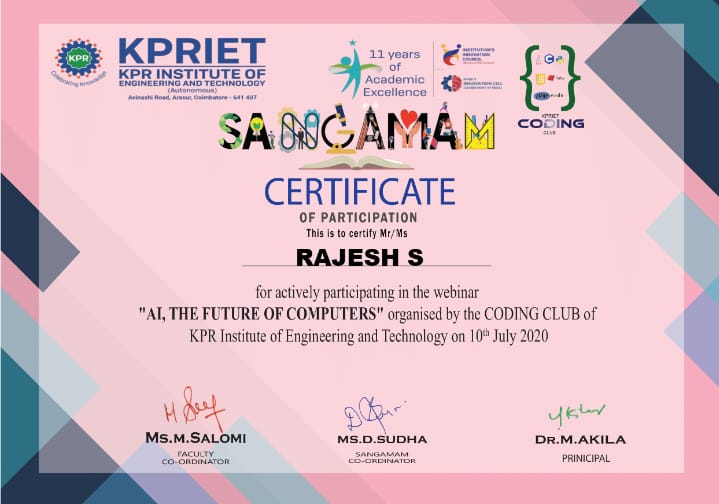 KPR
Celebrating Knowledge
KPRIET
KPR INSTITUTE OF
ENGINEERING AND TECHNOLOGY
(Autonomous)
Avinashi Road, Arasur, Coimbatore - 641 407
11 years
of
Academic
Excellence
INSTITUTION'S
INNOVATION
COUNCIL
KPRIET
CODING
CLUB
SANGAMAM
CERTIFICATE
OF PARTICIPATION
This is to certify Mr/Ms
RAJESH S
for actively participating in the webinar
"AI, THE FUTURE OF COMPUTERS" organised by the CODING CLUB of
KPR Institute of Engineering and Technology on 10th July 2020
MS.M.SALOMI
FACULTY
CO-ORDINATOR
MS.D.SUDHA
SANGAMAM
CO-ORDINATOR
DR.M.AKILA
PRINICIPAL